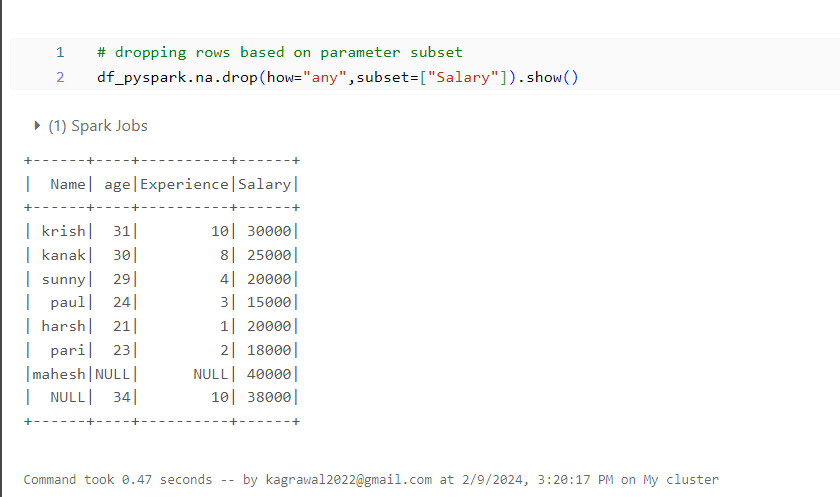 1 # dropping rows based on parameter subset
2 df_pyspark.na.drop(how="any",subset=["Salary"]).show()
(1) Spark Jobs
+------+----+----------+------+
|  Name| age|Experience|Salary|
+------+----+----------+------+
| krish|  31|        10| 30000|
| kanak|  30|         8| 25000|
| sunny|  29|         4| 20000|
|  paul|  24|         3| 15000|
| harsh|  21|         1| 20000|
|  pari|  23|         2| 18000|
|mahesh|NULL|      NULL| 40000|
|  NULL|  34|        10| 38000|
+------+----+----------+------+
Command took 0.47 seconds -- by kagrawal2022@gmail.com at 2/9/2024, 3:20:17 PM on My cluster